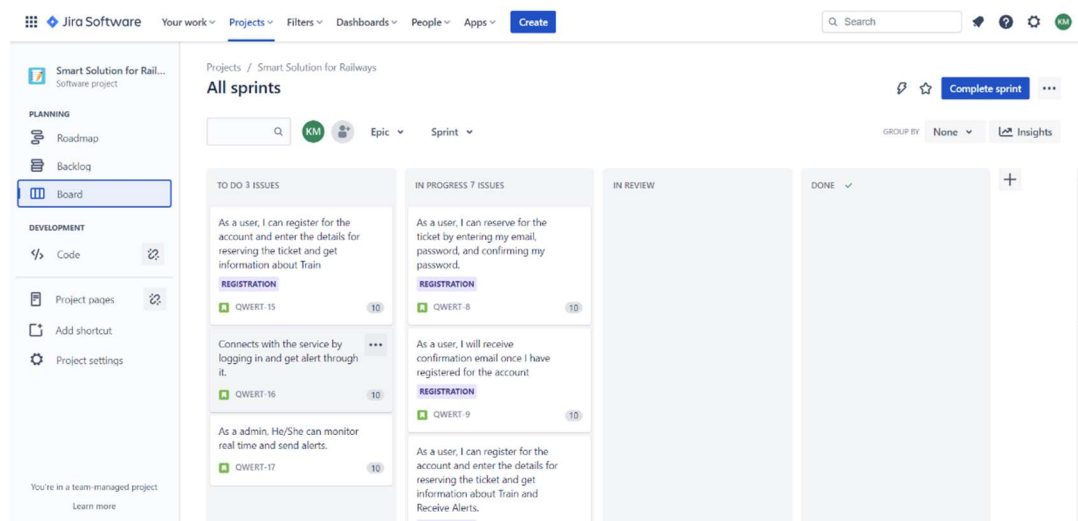 Jira Software Your work Projects Filters Dashboards People Apps Create Search KM
Smart Solution for Rail...
Software project
PLANNING
Roadmap
Backlog
Board
DEVELOPMENT
Code
Project pages
Add shortcut
Project settings
You're in a team-managed project
Learn more
Projects / Smart Solution for Railways
All sprints
Complete sprint
KM Epic Sprint GROUP BY None Insights
TO DO 3 ISSUES
As a user, I can register for the
account and enter the details for
reserving the ticket and get
information about Train
REGISTRATION
QWERT-15 10
Connects with the service by
logging in and get alert through
it.
QWERT-16 10
As a admin, He/She can monitor
real time and send alerts.
QWERT-17 10
IN PROGRESS 7 ISSUES
As a user, I can reserve for the
ticket by entering my email,
password, and confirming my
password.
REGISTRATION
QWERT-8 10
As a user, I will receive
confirmation email once I have
registered for the account
REGISTRATION
QWERT-9 10
As a user, I can register for the
account and enter the details for
reserving the ticket and get
information about Train and
Receive Alerts.
IN REVIEW
DONE